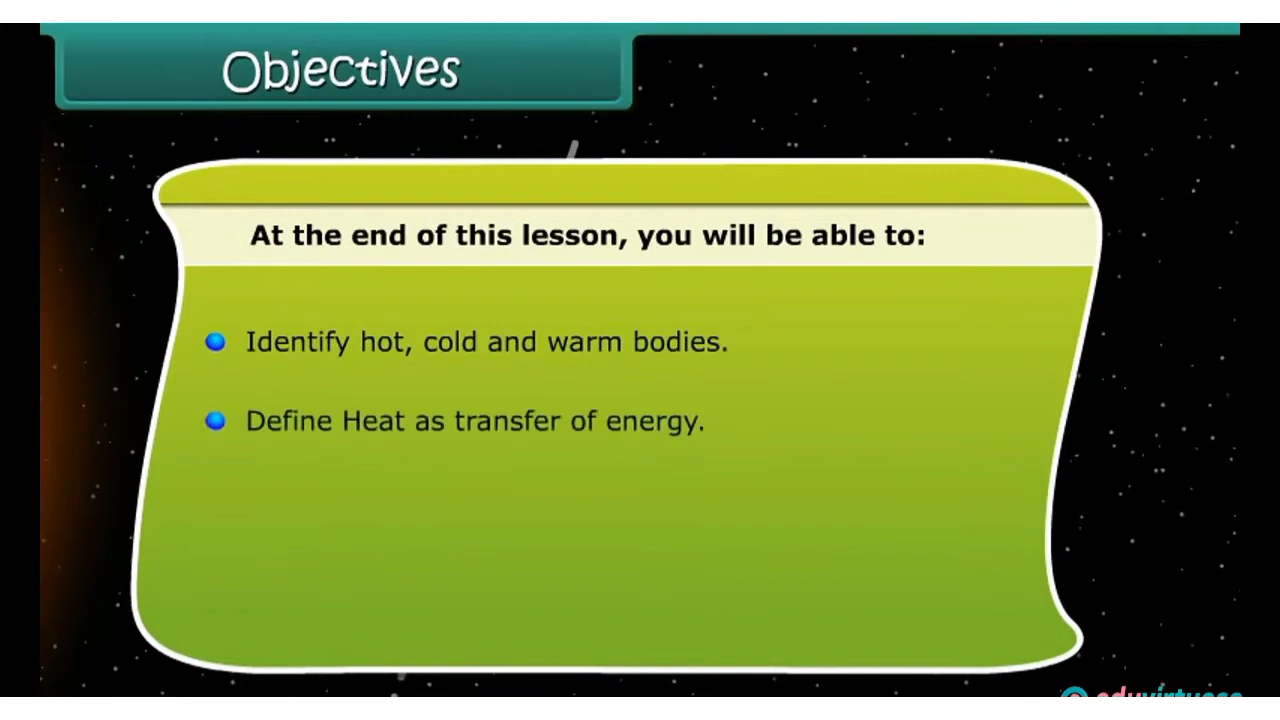 Objectives
At the end of this lesson, you will be able to:
Identify hot, cold and warm bodies.
Define Heat as transfer of energy.